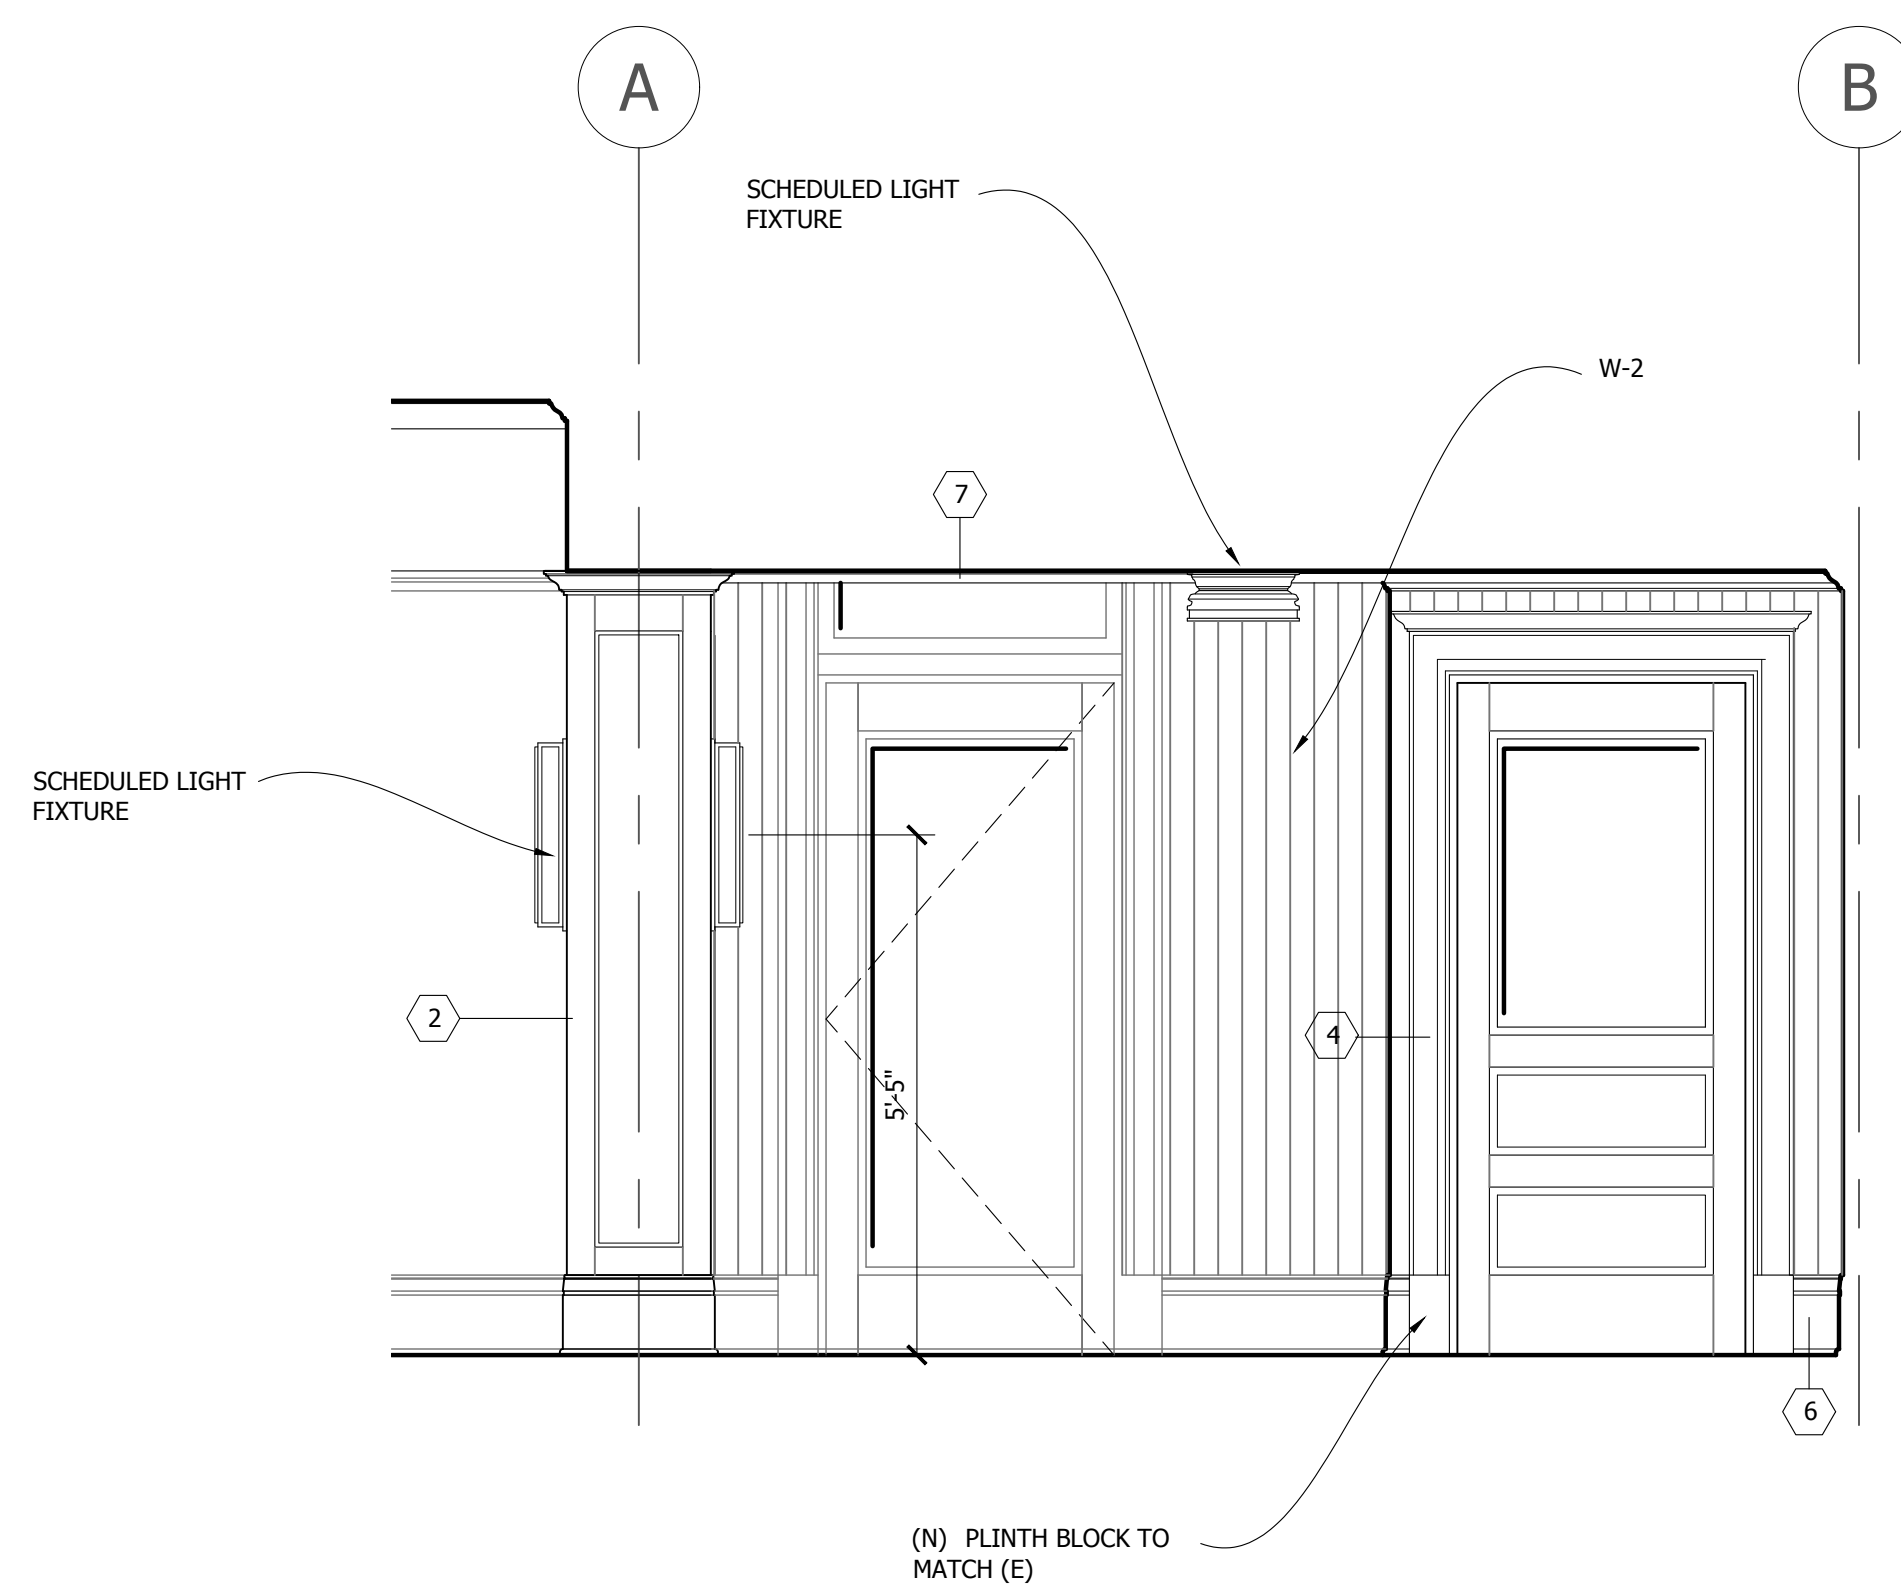 A
B
SCHEDULED LIGHT
FIXTURE
W-2
7
SCHEDULED LIGHT
FIXTURE
2
4
5'-5"
6
(N) PLINTH BLOCK TO
MATCH (E)